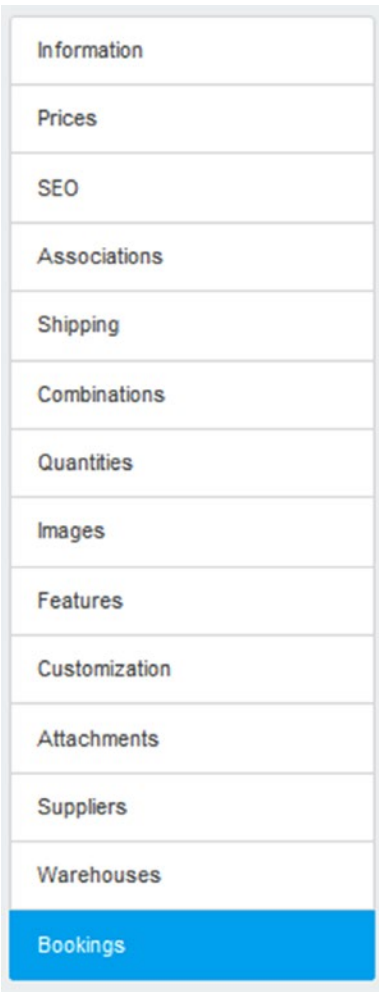 Information
Prices
SEO
Associations
Shipping
Combinations
Quantities
Images
Features
Customization
Attachments
Suppliers
Warehouses
Bookings